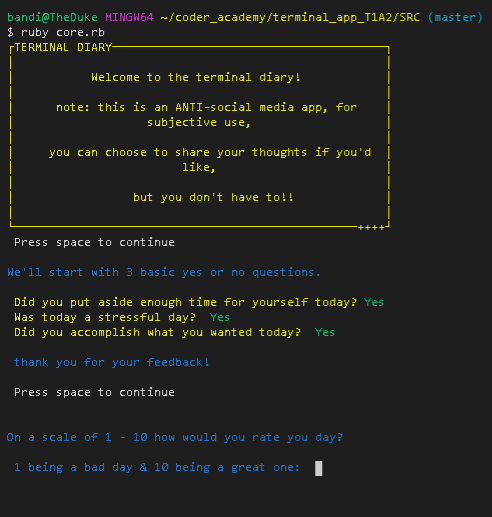 bandi@TheDuke MINGW64 ~/coder_academy/terminal_app_T1A2/SRC (master)
$ ruby core.rb
TERMINAL DIARY
Welcome to the terminal diary!
note: this is an ANTI-social media app, for
subjective use,
you can choose to share your thoughts if you'd
like,
but you don't have to!!
++++
Press space to continue
We'll start with 3 basic yes or no questions.
Did you put aside enough time for yourself today? Yes
Was today a stressful day?  Yes
Did you accomplish what you wanted today?  Yes
thank you for your feedback!
Press space to continue
On a scale of 1 - 10 how would you rate you day?
1 being a bad day & 10 being a great one: